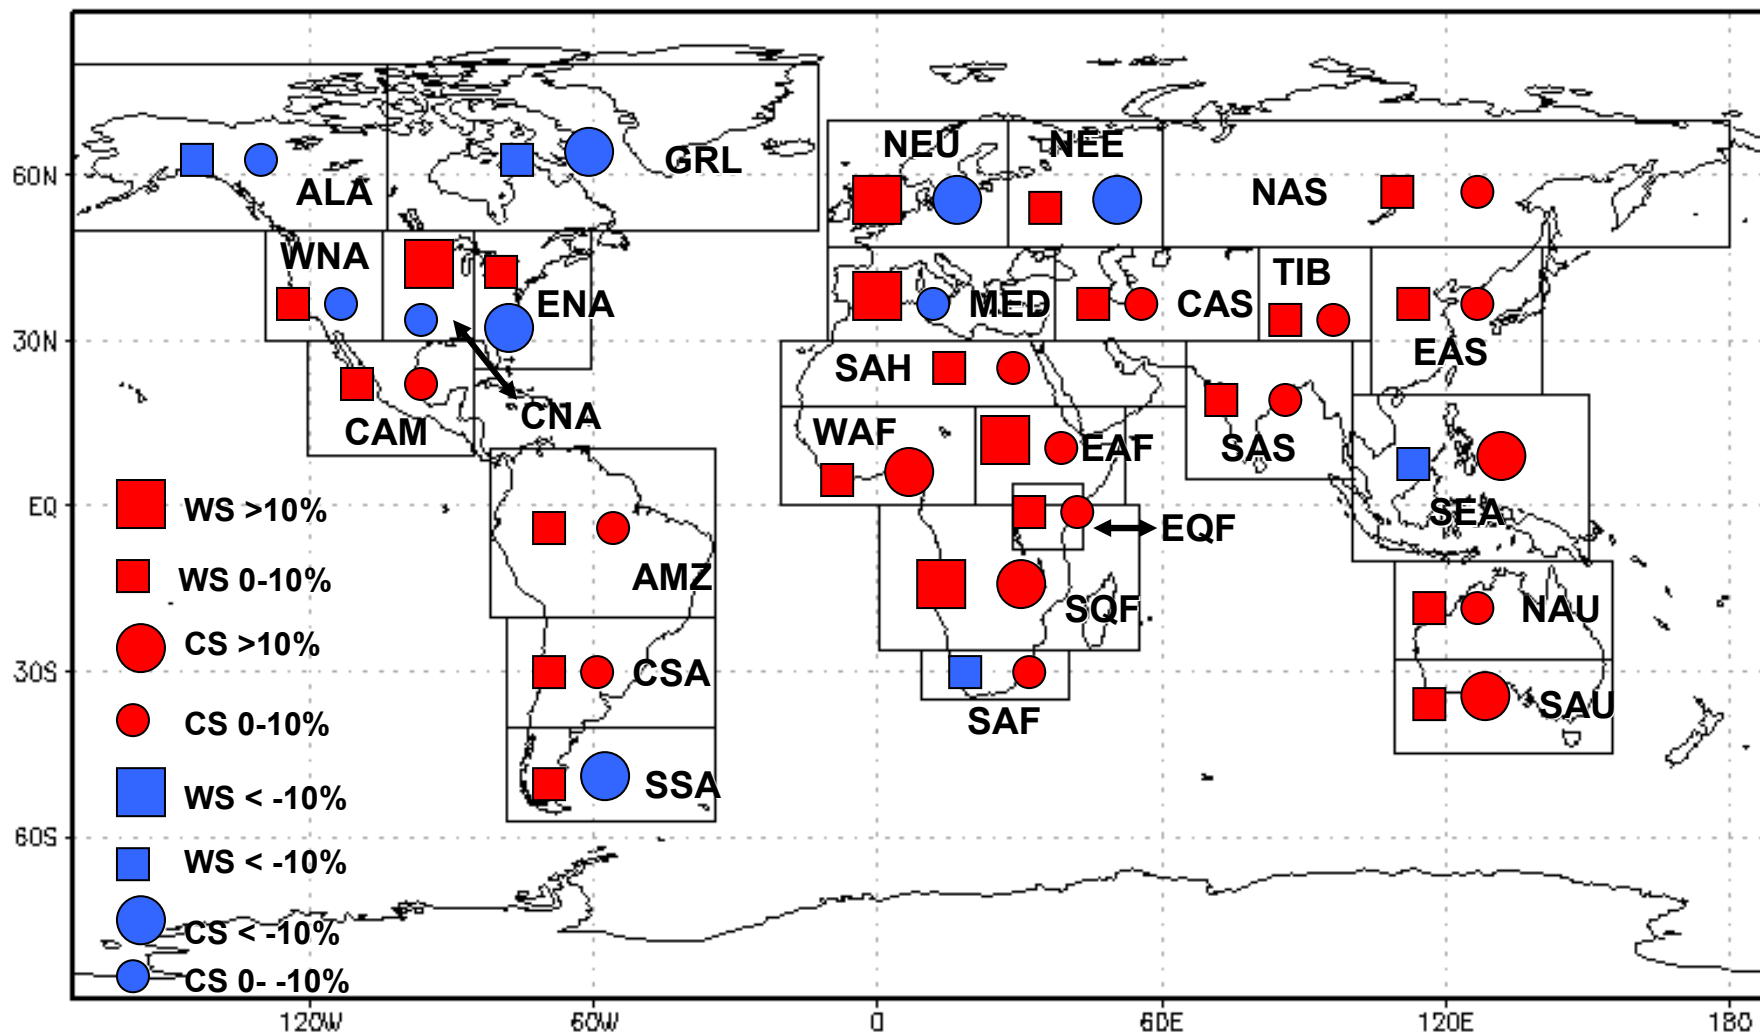 NEU
NEE
GRL
ALA
NAS
60N
WNA
TIB
ENA
MED
CAS
30N
EAS
SAH
CNA
CAM
WAF
EAF
SAS
WS >10%
EQ
SEA
EQF
WS 0-10%
AMZ
SQF
NAU
CS >10%
30S
CSA
SAU
CS 0-10%
SAF
SSA
WS < -10%
60S
WS < -10%
CS < -10%
CS 0- -10%
120W
60W
0
60E
120E
180